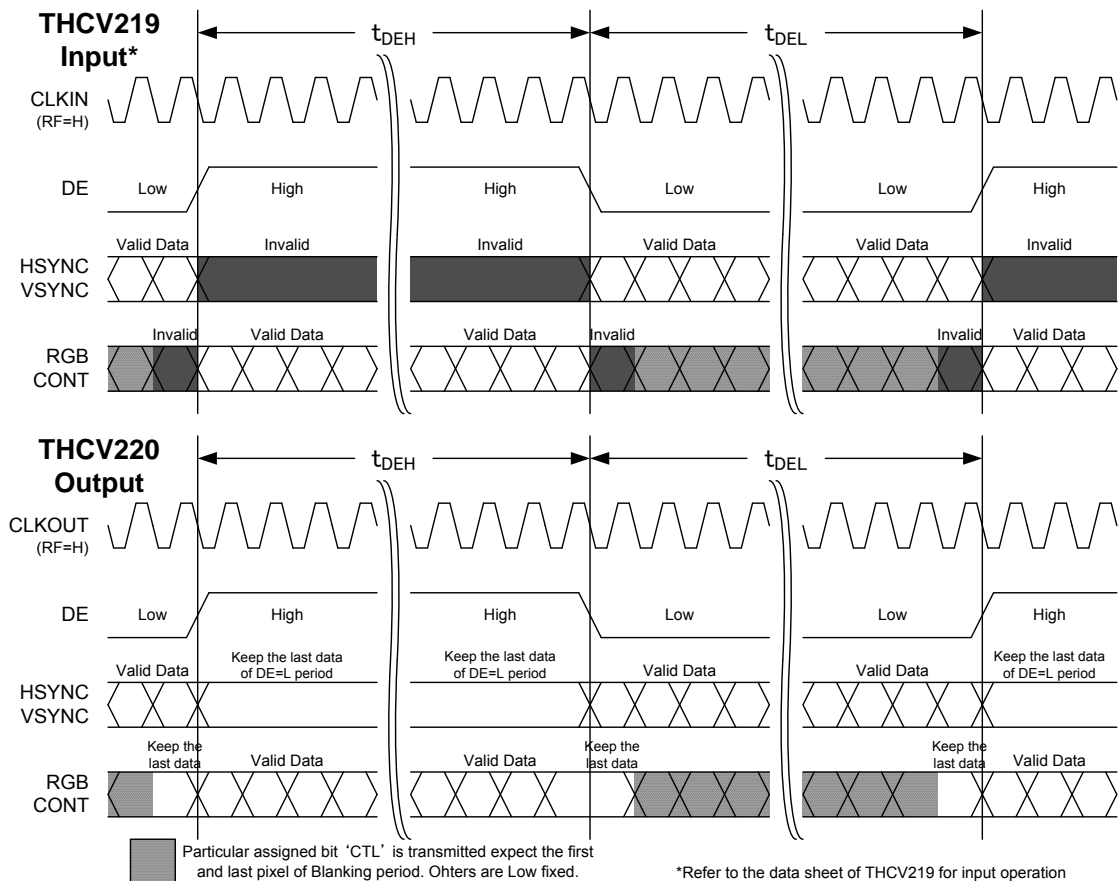 THCV219
Input*
tDEH
tDEL
CLKIN
(RF=H)
DE
Low
High
High
Low
Low
High
Valid Data
Invalid
Invalid
Valid Data
Valid Data
Invalid
HSYNC
VSYNC
Invalid
Valid Data
Valid Data
Invalid
Invalid
Valid Data
RGB
CONT
THCV220
Output
tDEH
tDEL
CLKOUT
(RF=H)
DE
Low
High
High
Low
Low
High
Valid Data
Keep the last data
of DE=L period
Keep the last data
of DE=L period
Valid Data
Valid Data
Keep the last data
of DE=L period
HSYNC
VSYNC
Keep the
last data
Valid Data
Valid Data
Keep the
last data
Keep the
last data
Valid Data
RGB
CONT
Particular assigned bit ‘CTL’ is transmitted expect the first
and last pixel of Blanking period. Ohters are Low fixed.
*Refer to the data sheet of THCV219 for input operation